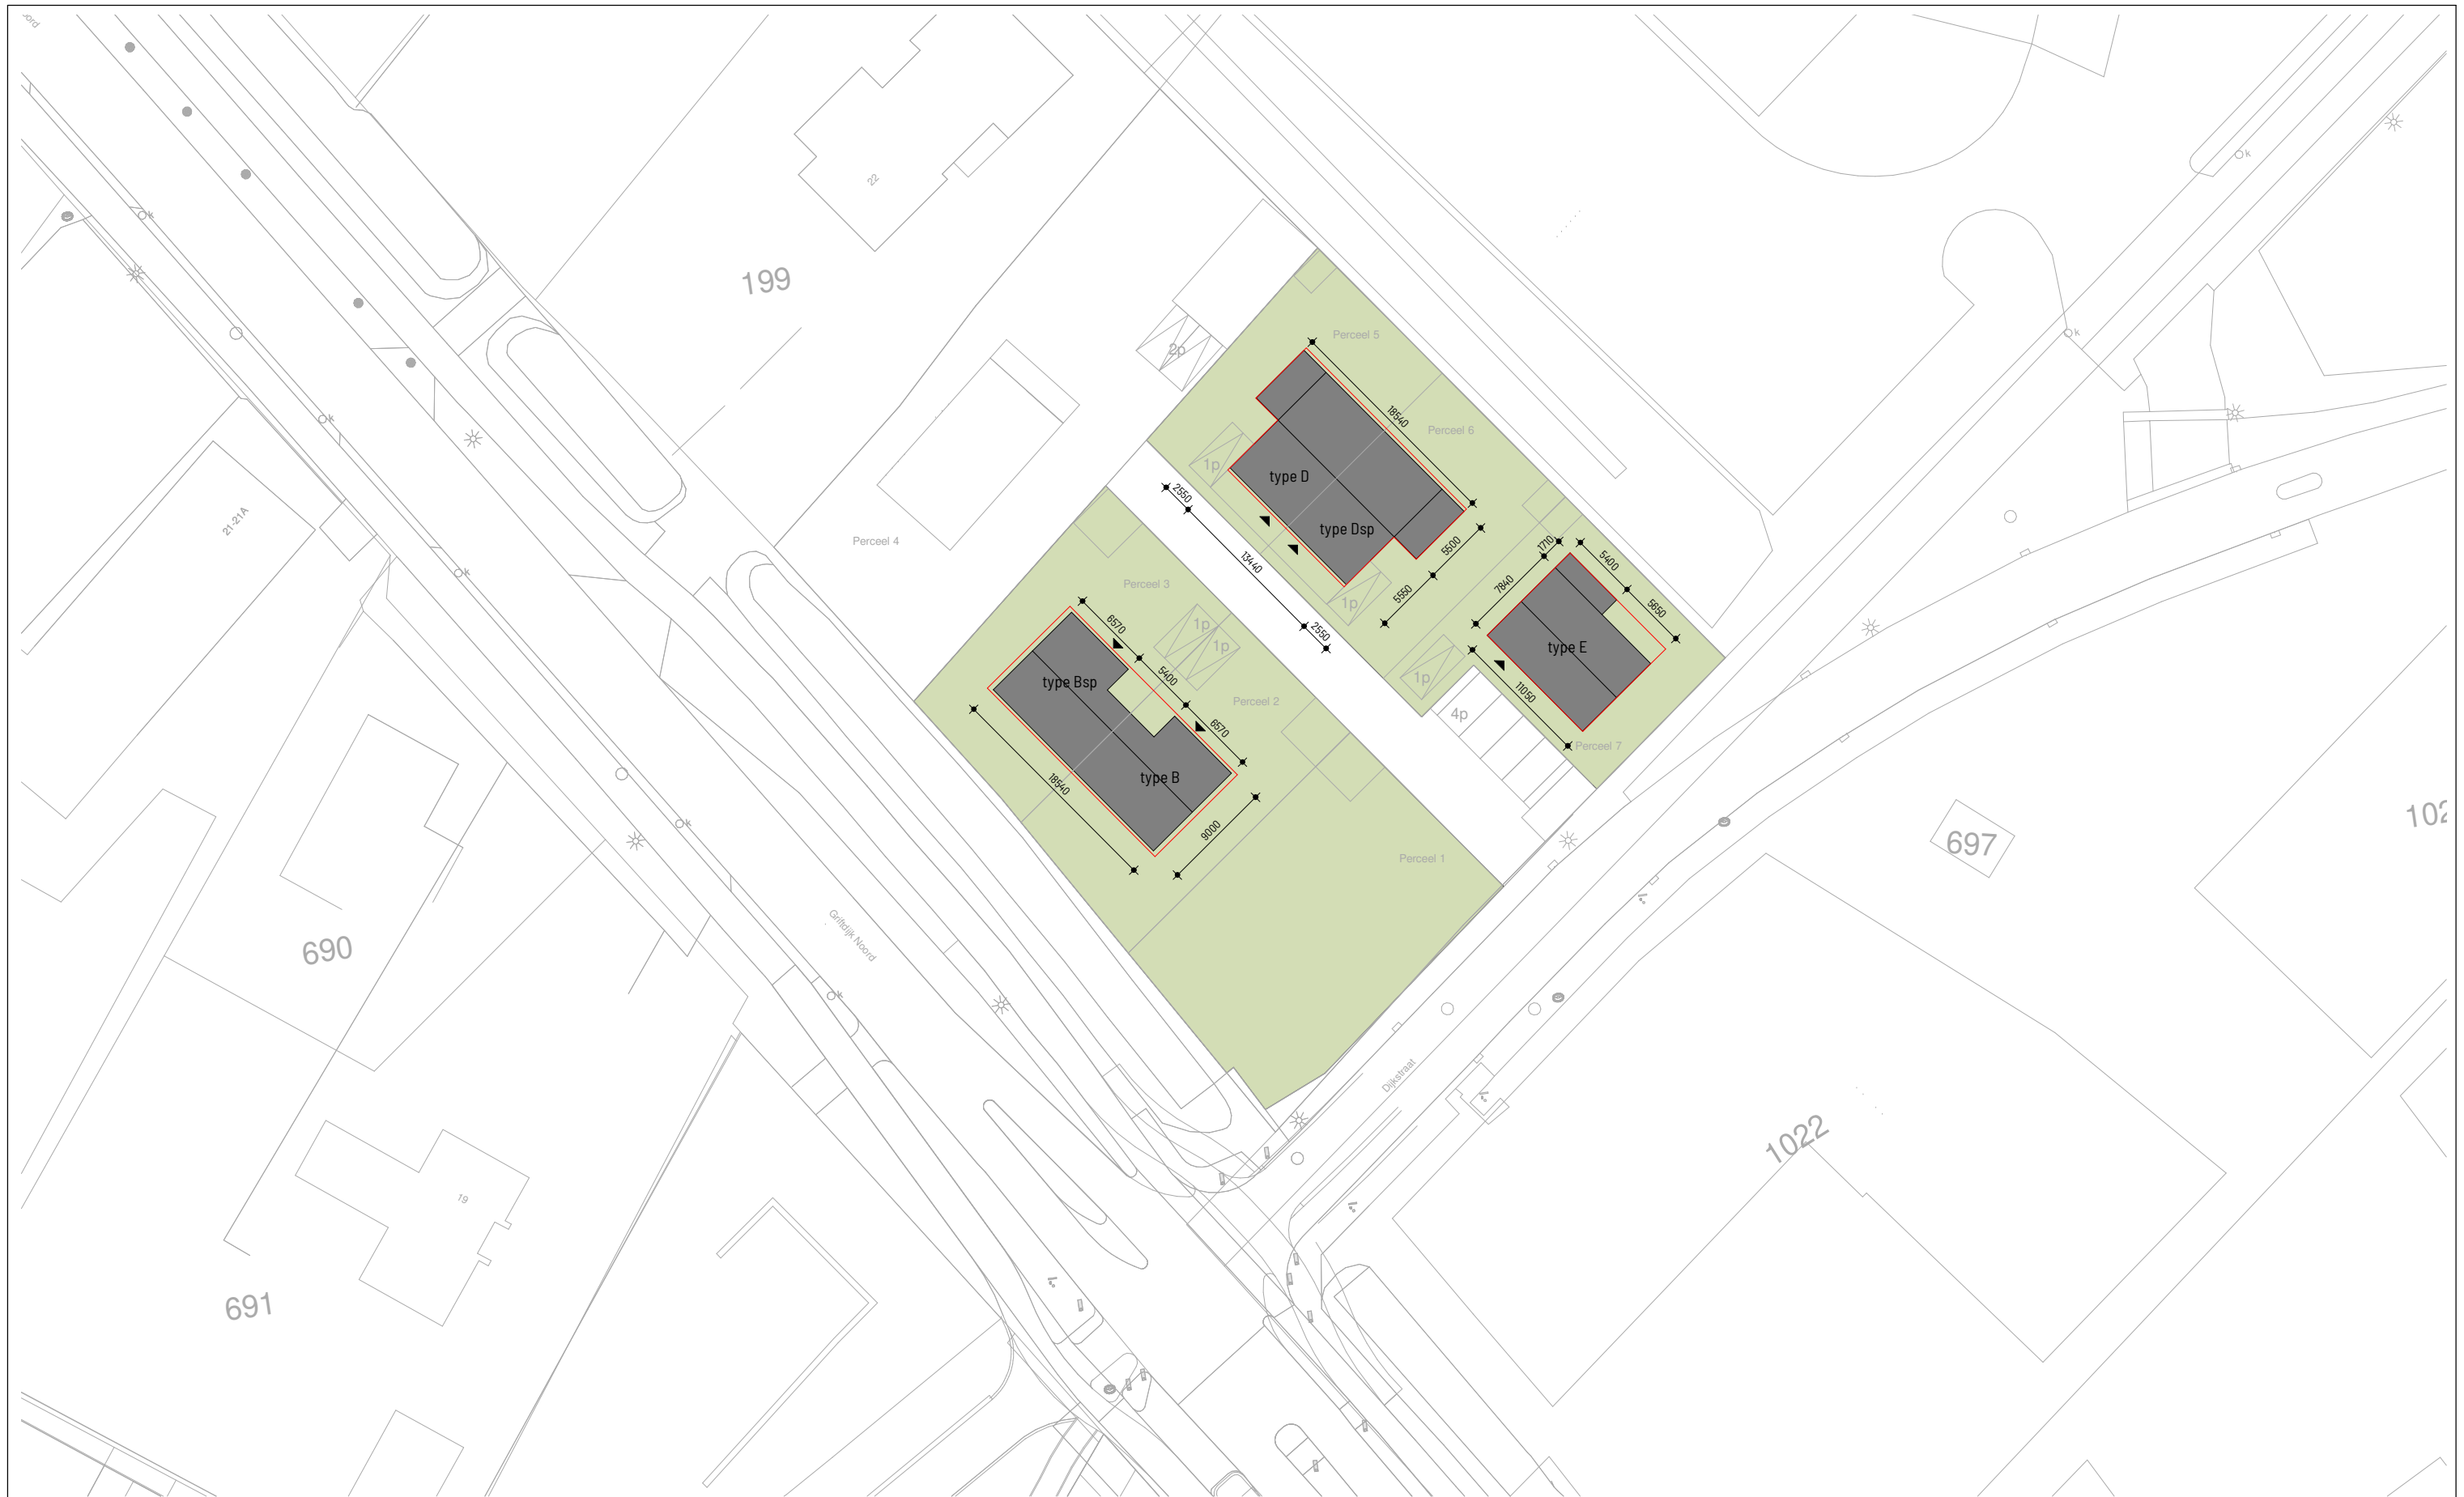 199
22
Perceel 5
Perceel 6
18540
2p
1p
type D
type Dsp
1p
2550
13440
2550
5500
5550
1710
5400
5650
7840
type E
11050
1p
4p
Perceel 7
Perceel 4
Perceel 3
6570
1p
1p
5400
6570
Perceel 2
type Bsp
type B
18540
9000
Perceel 1
k
k
k
k
k
k
k
21-21A
Griftdijk Noord
Dijkstraat
690
691
19
697
102
1022